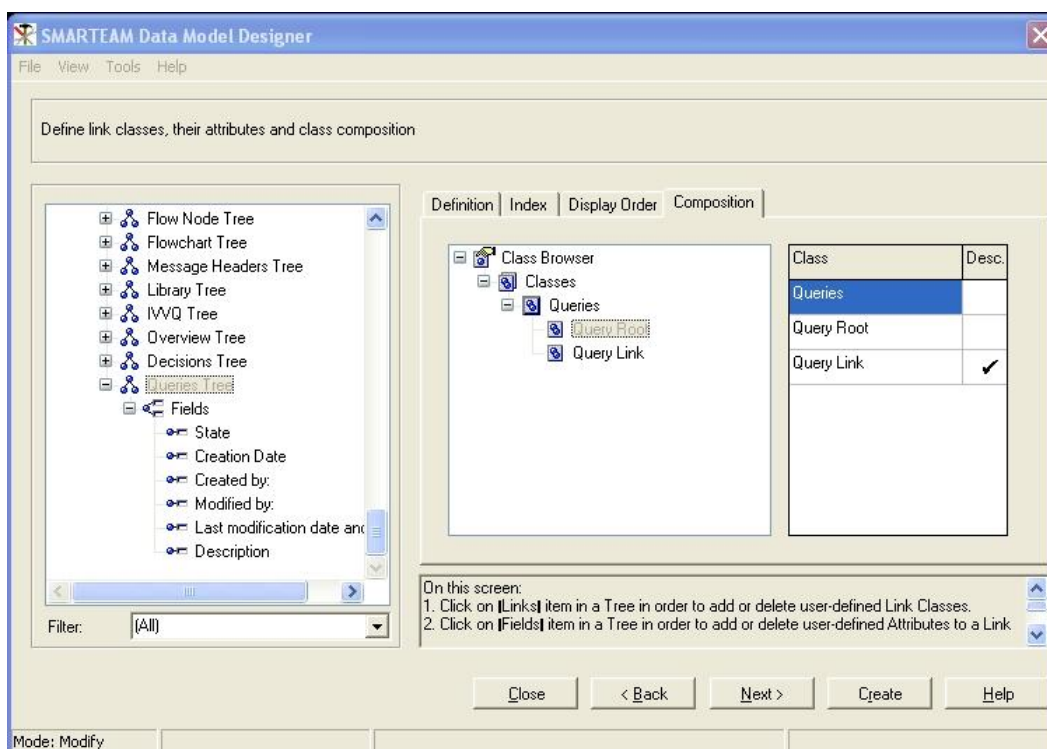 SMARTEAM Data Model Designer
File View Tools Help
Define link classes, their attributes and class composition
Flow Node Tree
Flowchart Tree
Message Headers Tree
Library Tree
IVVQ Tree
Overview Tree
Decisions Tree
Queries Tree
Fields
State
Creation Date
Created by:
Modified by:
Last modification date and
Description
Filter: (All)
Definition Index Display Order Composition
Class Browser
Classes
Queries
Query Root
Query Link
Class Desc.
Queries
Query Root
Query Link
On this screen:
1. Click on |Links| item in a Tree in order to add or delete user-defined Link Classes.
2. Click on |Fields| item in a Tree in order to add or delete user-defined Attributes to a Link
Close < Back Next > Create Help
Mode: Modify